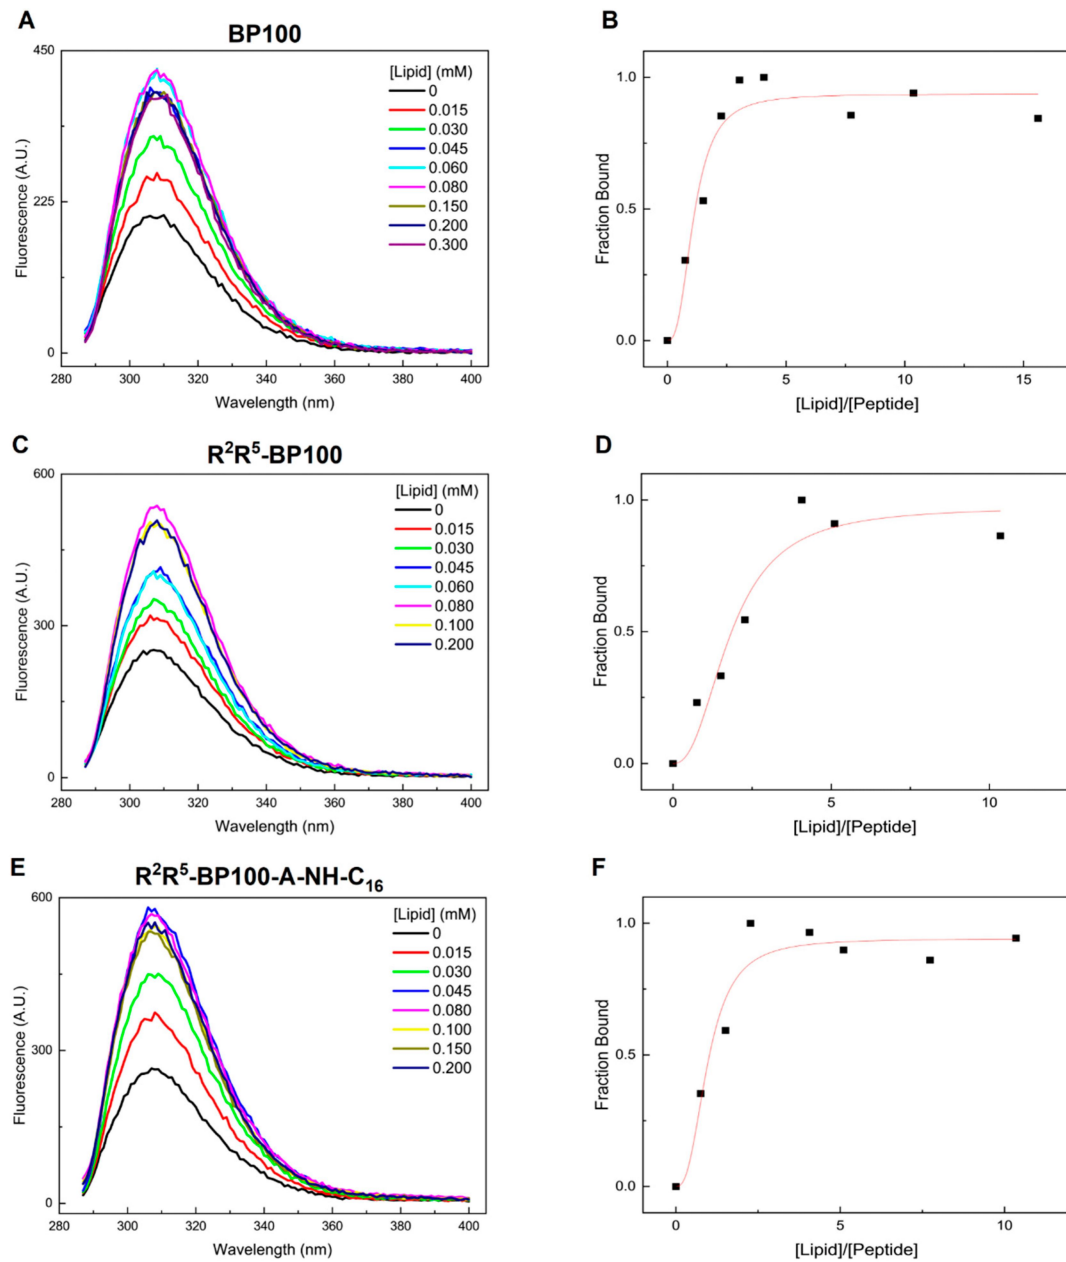 A
BP100
450
225
0
Fluorescence (A.U.)
[Lipid] (mM)
0
0.015
0.030
0.045
0.060
0.080
0.150
0.200
0.300
280 300 320 340 360 380 400
Wavelength (nm)
B
1.0
0.5
0.0
Fraction Bound
0 5 10 15
[Lipid]/[Peptide]
C
R²R⁵-BP100
600
300
0
Fluorescence (A.U.)
[Lipid] (mM)
0
0.015
0.030
0.045
0.060
0.080
0.100
0.200
280 300 320 340 360 380 400
Wavelength (nm)
D
1.0
0.5
0.0
Fraction Bound
0 5 10
[Lipid]/[Peptide]
E
R²R⁵-BP100-A-NH-C₁₆
600
300
0
Fluorescence (A.U.)
[Lipid] (mM)
0
0.015
0.030
0.045
0.080
0.100
0.150
0.200
280 300 320 340 360 380 400
Wavelength (nm)
F
1.0
0.5
0.0
Fraction Bound
0 5 10
[Lipid]/[Peptide]